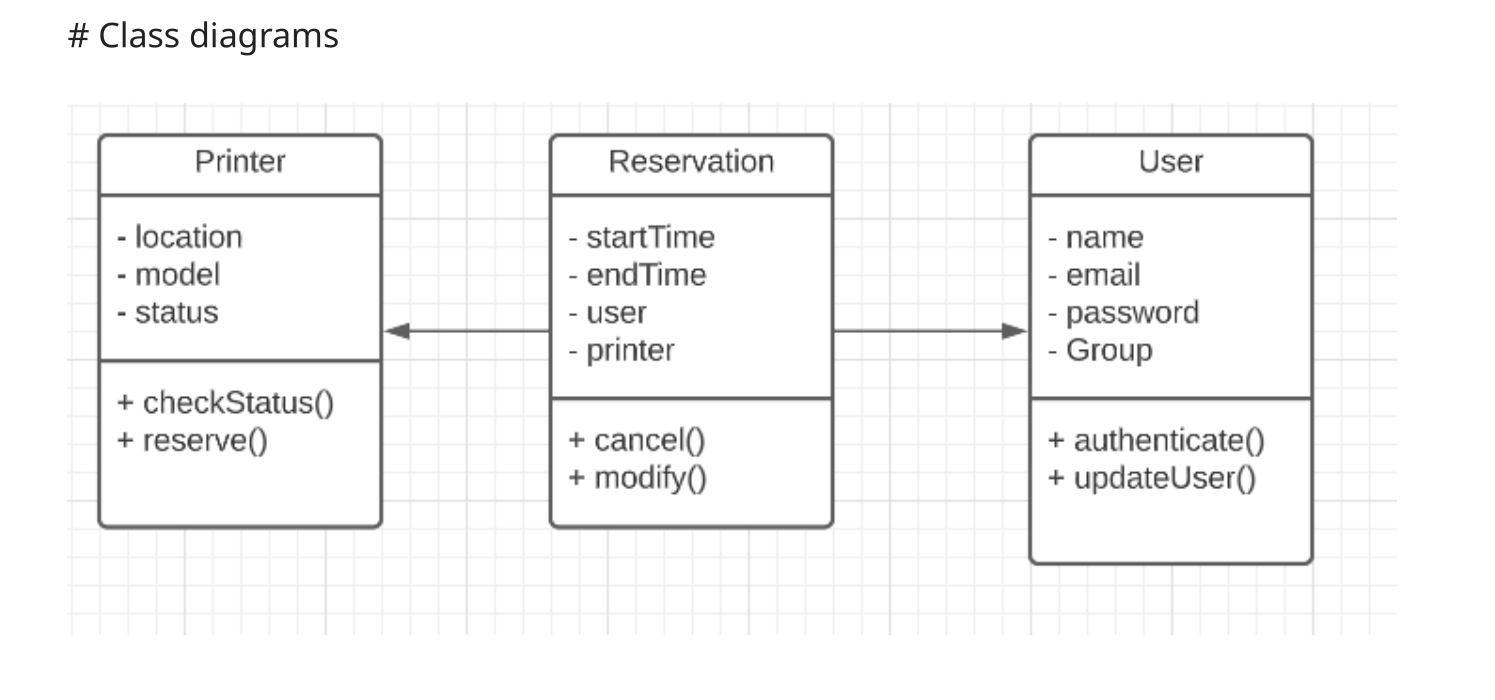 # Class diagrams
Printer
- location
- model
- status
+ checkStatus()
+ reserve()
Reservation
- startTime
- endTime
- user
- printer
+ cancel()
+ modify()
User
- name
- email
- password
- Group
+ authenticate()
+ updateUser()